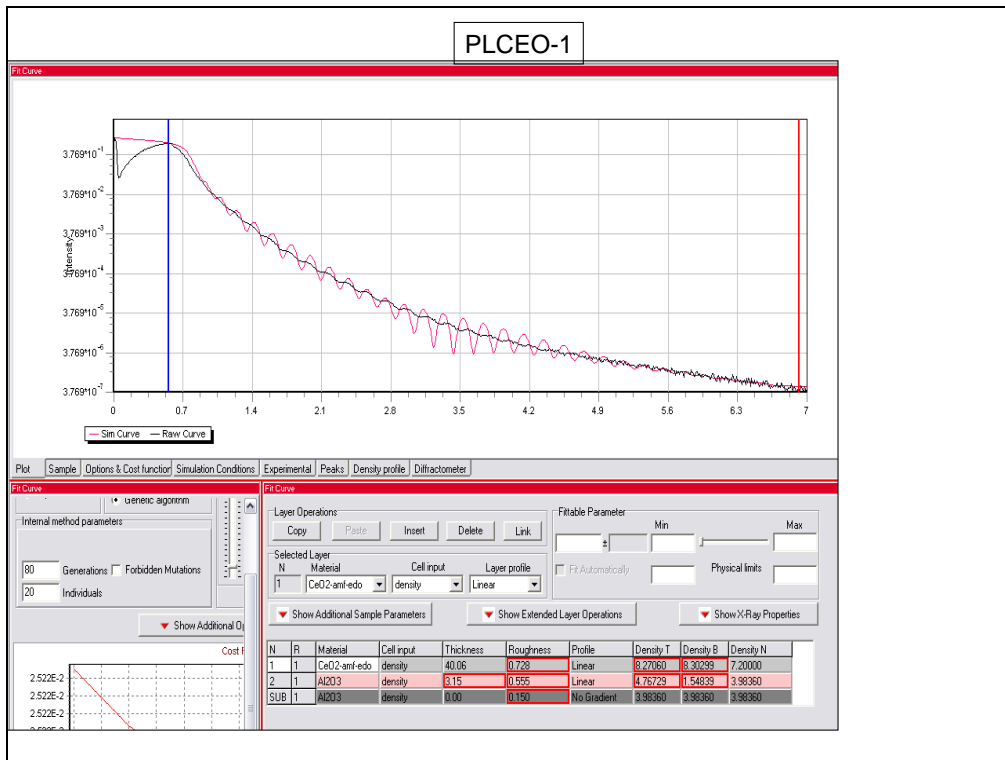 PLCEO-1
Fit Curve
3.769*10⁻¹
3.769*10⁻²
3.769*10⁻³
3.769*10⁻⁴
3.769*10⁻⁵
3.769*10⁻⁶
3.769*10⁻⁷
Intensity
0 0.7 1.4 2.1 2.8 3.5 4.2 4.9 5.6 6.3 7
Sim Curve Raw Curve
Plot Sample Options & Cost function Simulation Conditions Experimental Peaks Density profile Diffractometer
Fit Curve
Generic algorithm
Internal method parameters
80 Generations Forbidden Mutations
20 Individuals
Show Additional Op
Cost F
2.522E-2
2.522E-2
2.522E-2
2.522E-2
Fit Curve
Layer Operations
Copy Paste Insert Delete Link
Selected Layer
N Material Cell input Layer profile
1 CeO2-amf-edo density Linear
Fittable Parameter
Min Max
±
Fit Automatically Physical limits
Show Additional Sample Parameters Show Extended Layer Operations Show X-Ray Properties
N R Material Cell input Thickness Roughness Profile Density T Density B Density N
1 1 CeO2-amf-edo density 40.06 0.728 Linear 8.27060 8.30299 7.20000
2 1 Al2O3 density 3.15 0.555 Linear 4.76729 1.54839 3.98360
SUB 1 Al2O3 density 0.00 0.150 No Gradient 3.98360 3.98360 3.98360